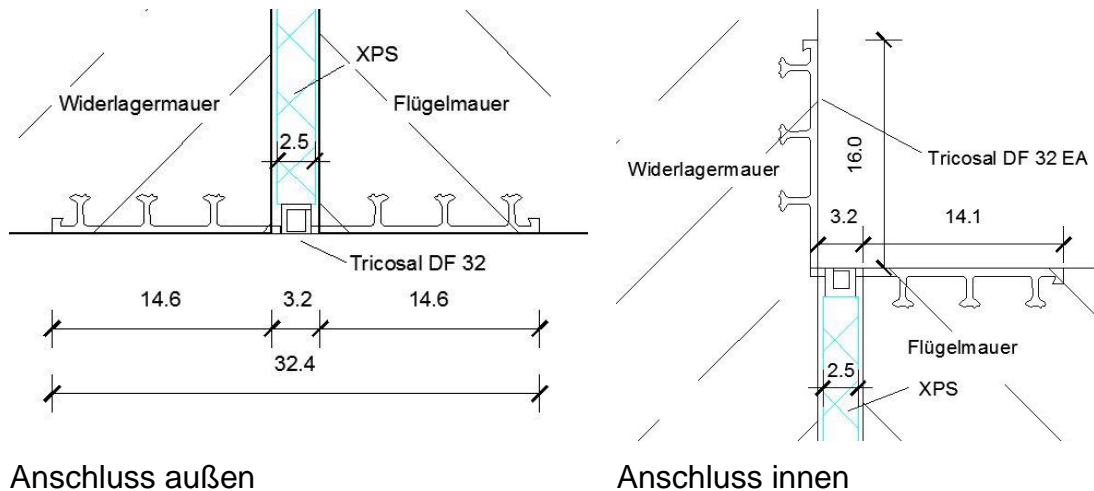 XPS
Widerlagermauer
Flügelmauer
2.5
Tricosal DF 32
14.6
3.2
14.6
32.4
Anschluss außen
Widerlagermauer
16.0
Tricosal DF 32 EA
3.2
14.1
Flügelmauer
2.5
XPS
Anschluss innen